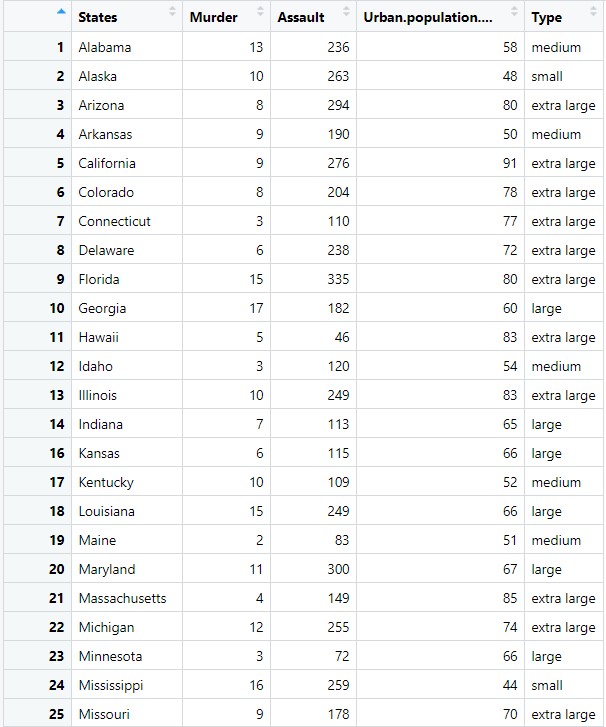 States Murder Assault Urban.population.... Type
1 Alabama 13 236 58 medium
2 Alaska 10 263 48 small
3 Arizona 8 294 80 extra large
4 Arkansas 9 190 50 medium
5 California 9 276 91 extra large
6 Colorado 8 204 78 extra large
7 Connecticut 3 110 77 extra large
8 Delaware 6 238 72 extra large
9 Florida 15 335 80 extra large
10 Georgia 17 182 60 large
11 Hawaii 5 46 83 extra large
12 Idaho 3 120 54 medium
13 Illinois 10 249 83 extra large
14 Indiana 7 113 65 large
16 Kansas 6 115 66 large
17 Kentucky 10 109 52 medium
18 Louisiana 15 249 66 large
19 Maine 2 83 51 medium
20 Maryland 11 300 67 large
21 Massachusetts 4 149 85 extra large
22 Michigan 12 255 74 extra large
23 Minnesota 3 72 66 large
24 Mississippi 16 259 44 small
25 Missouri 9 178 70 extra large